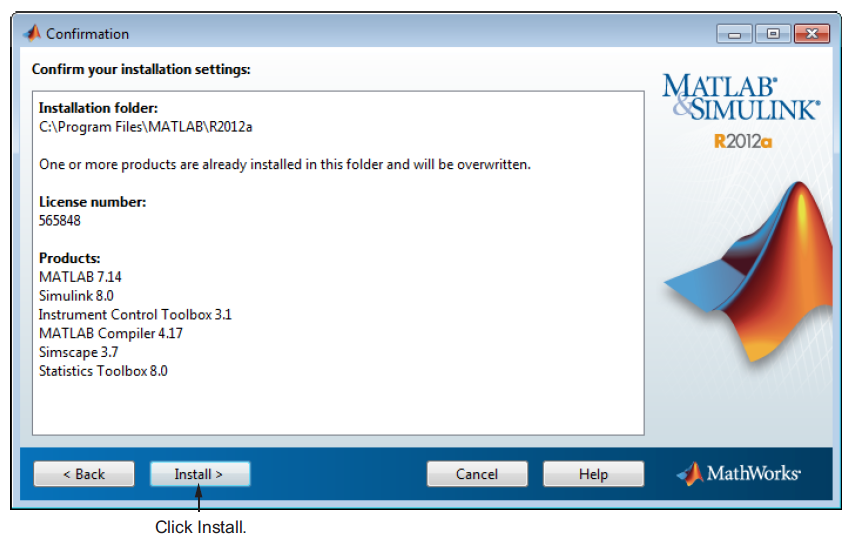 Confirmation
Confirm your installation settings:
Installation folder:
C:\Program Files\MATLAB\R2012a
One or more products are already installed in this folder and will be overwritten.
License number:
565848
Products:
MATLAB 7.14
Simulink 8.0
Instrument Control Toolbox 3.1
MATLAB Compiler 4.17
Simscape 3.7
Statistics Toolbox 8.0
MATLAB®
&SIMULINK®
R2012a
< Back
Install >
Cancel
Help
MathWorks®
Click Install.